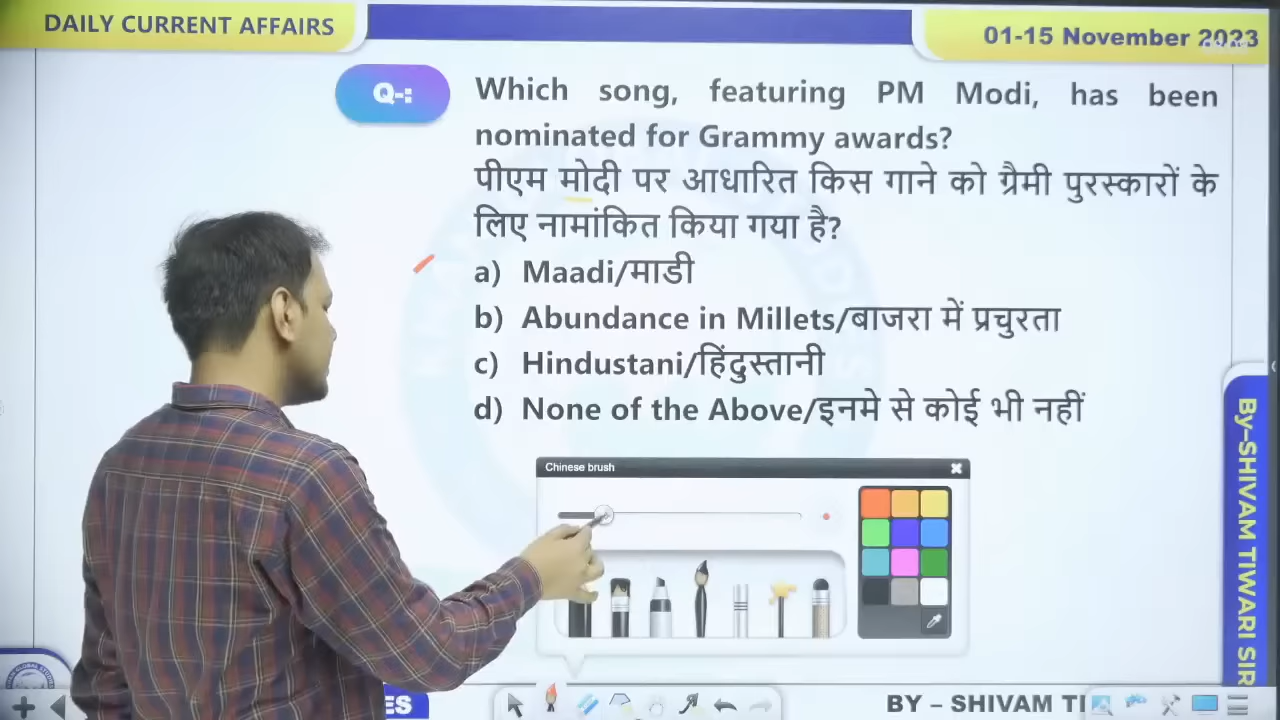 DAILY CURRENT AFFAIRS
01-15 November 2023
Q-:
Which song, featuring PM Modi, has been
nominated for Grammy awards?
पीएम मोदी पर आधारित किस गाने को ग्रैमी पुरस्कारों के
लिए नामांकित किया गया है?
a) Maadi/माडी
b) Abundance in Millets/बाजरा में प्रचुरता
c) Hindustani/हिंदुस्तानी
d) None of the Above/इनमे से कोई भी नहीं
Chinese brush
By-SHIVAM TIWARI SIR
ES
BY – SHIVAM TI